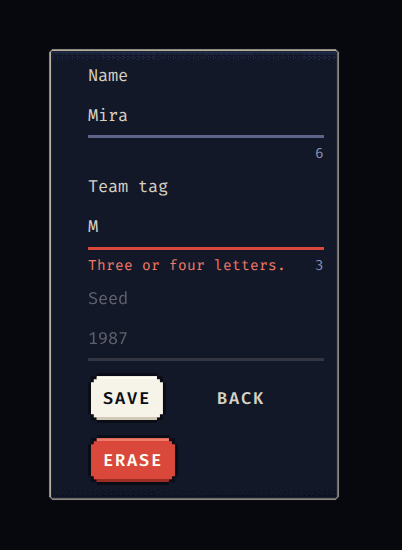 Name
Mira
6
Team tag
M
Three or four letters. 3
Seed
1987
SAVE BACK
ERASE